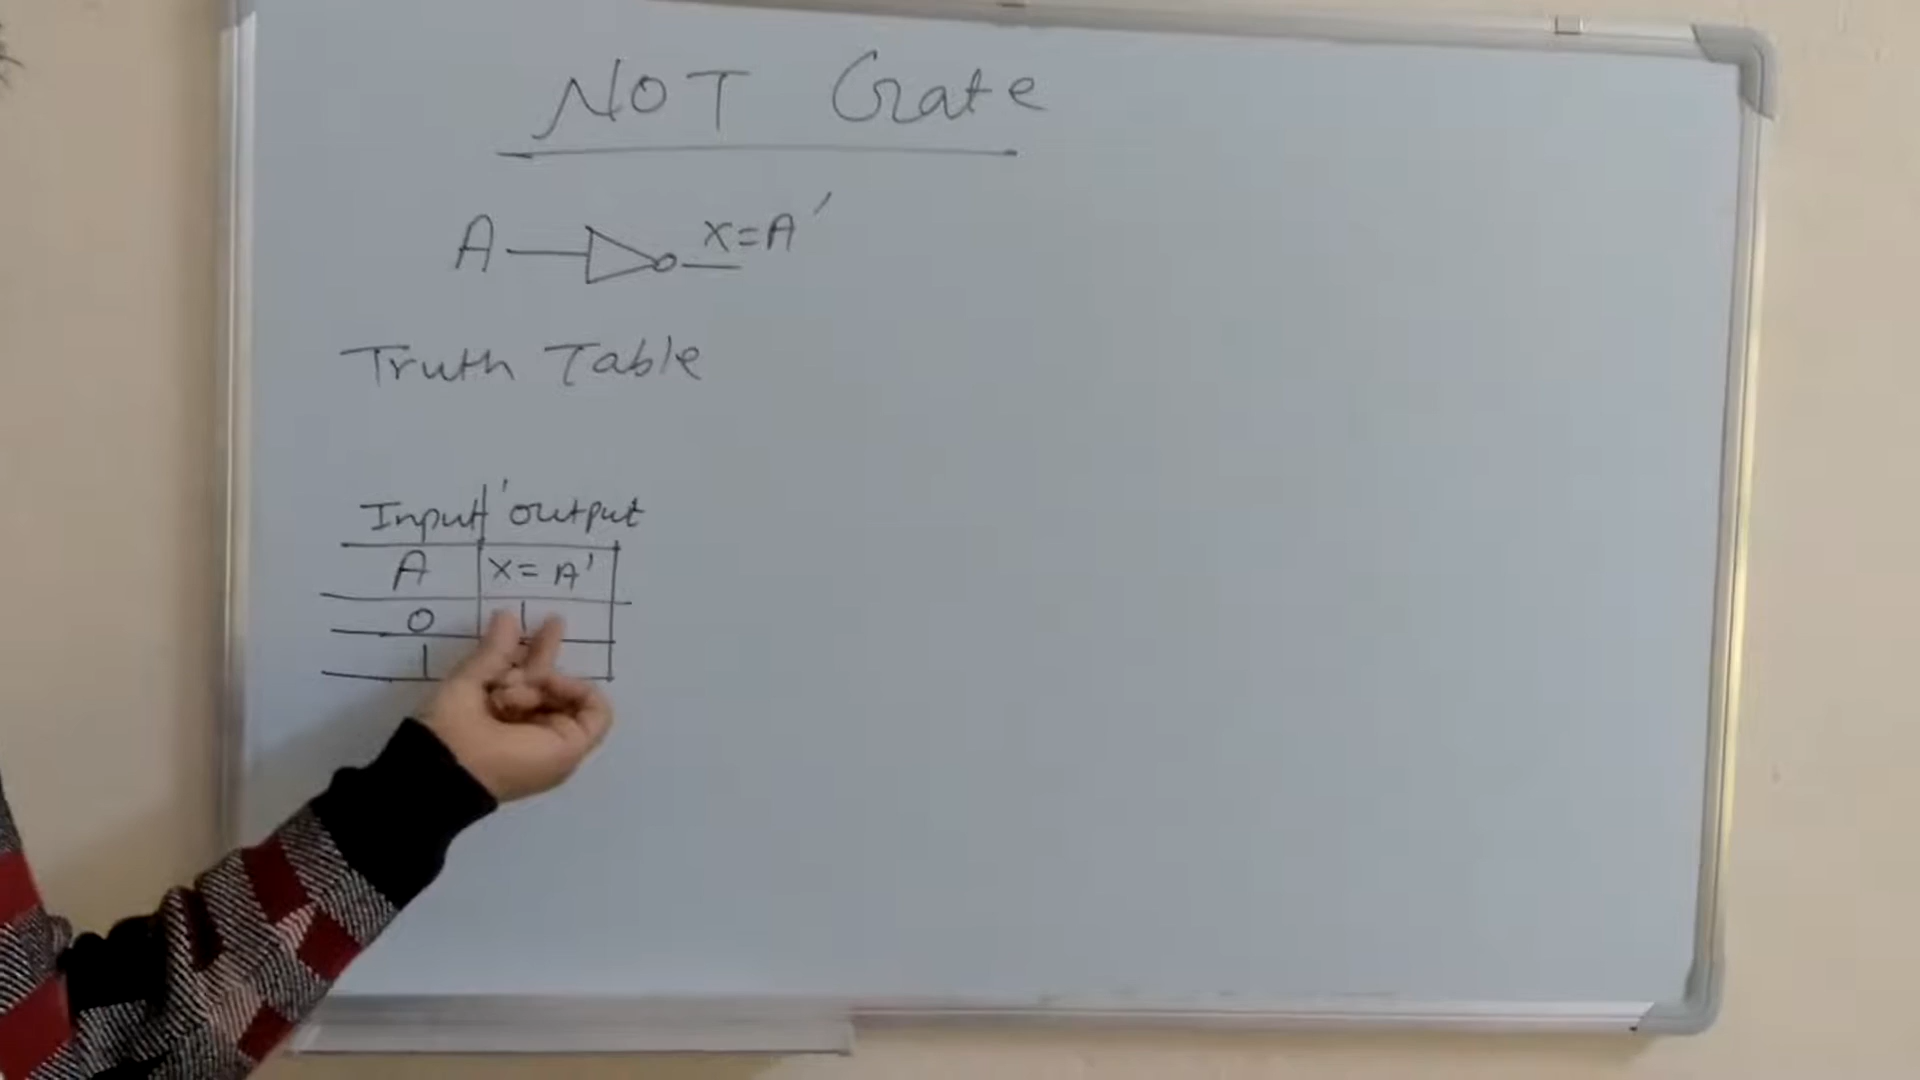 NOT Gate
A X=A'
Truth Table
Input output
A X=A'
0 1
1